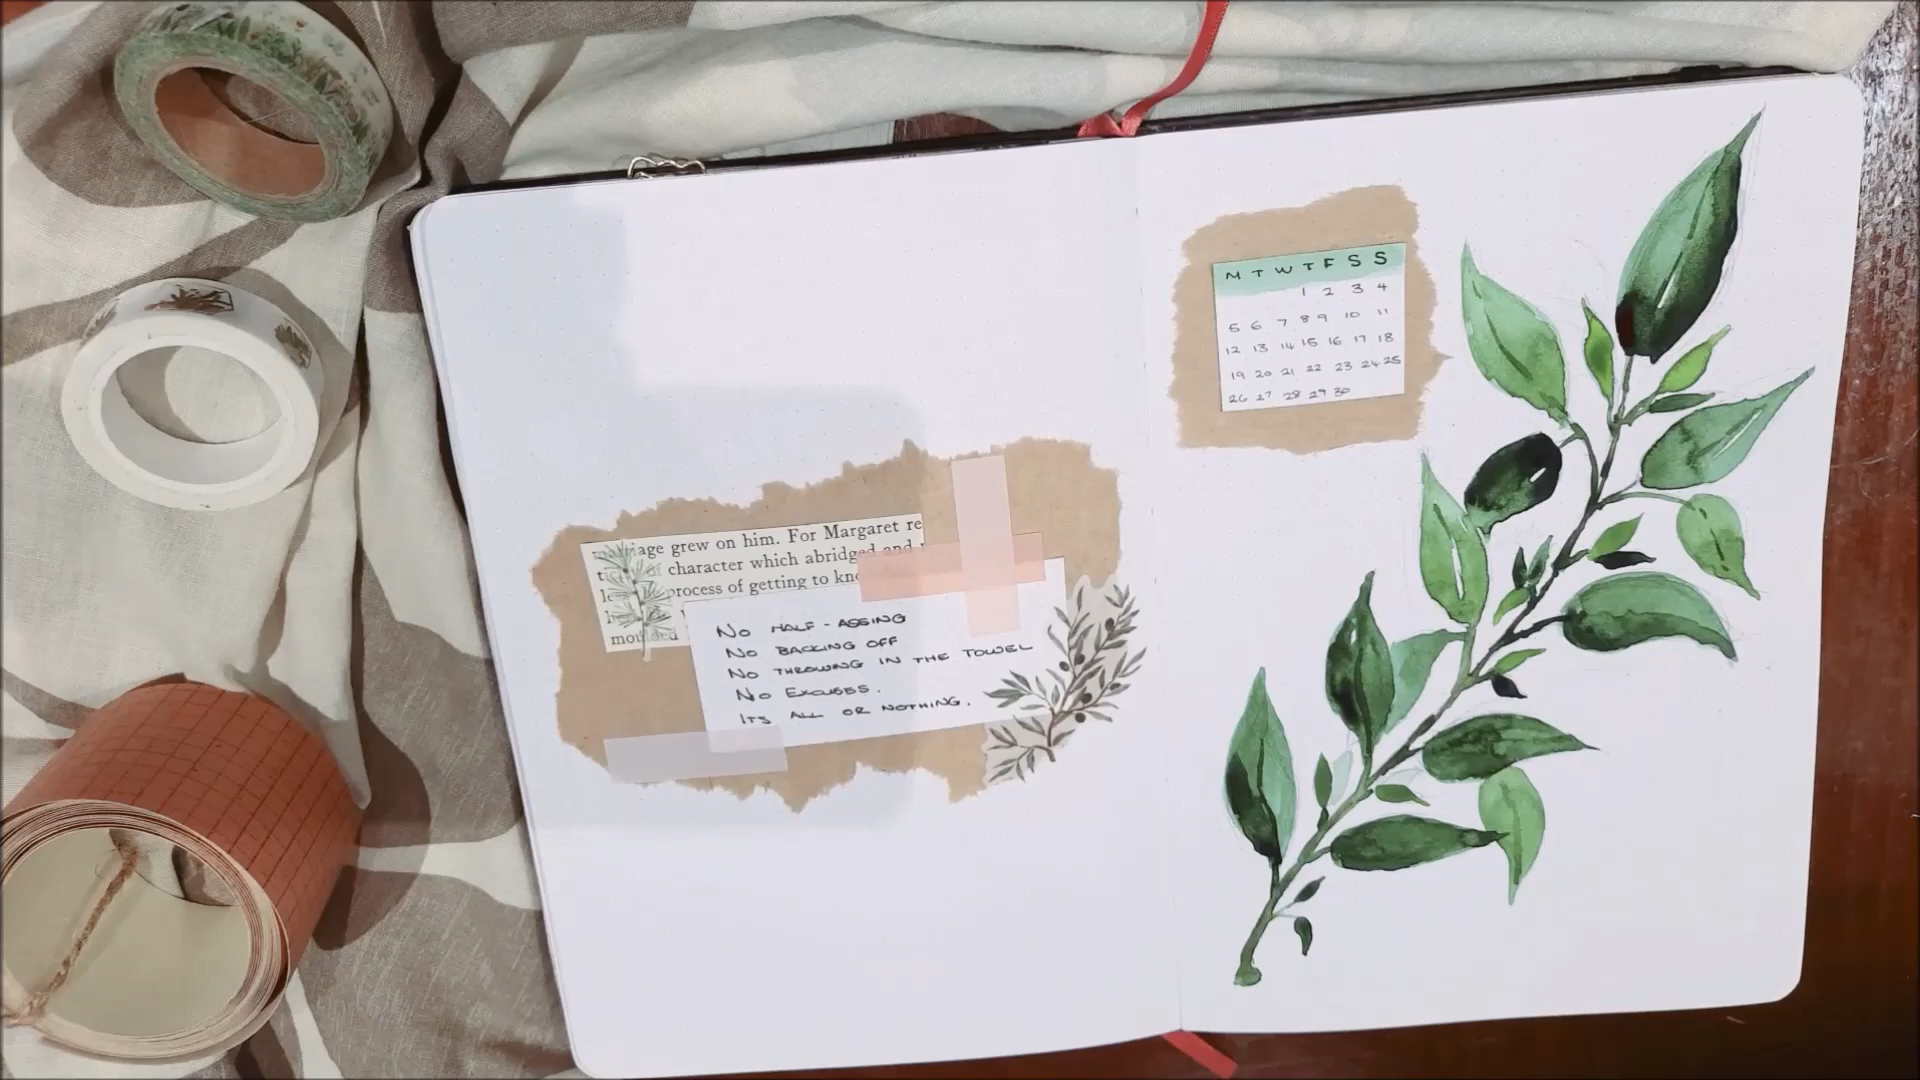 grew on him. For Margaret re
character which abridged and
process of getting to
moulded
No HALF-ASSING
No BACKING OFF
No THROWING IN THE TOWEL
No EXCUSES.
ITS ALL OR NOTHING.
M T W T F S S
1 2 3 4
5 6 7 8 9 10 11
12 13 14 15 16 17 18
19 20 21 22 23 24 25
26 27 28 29 30